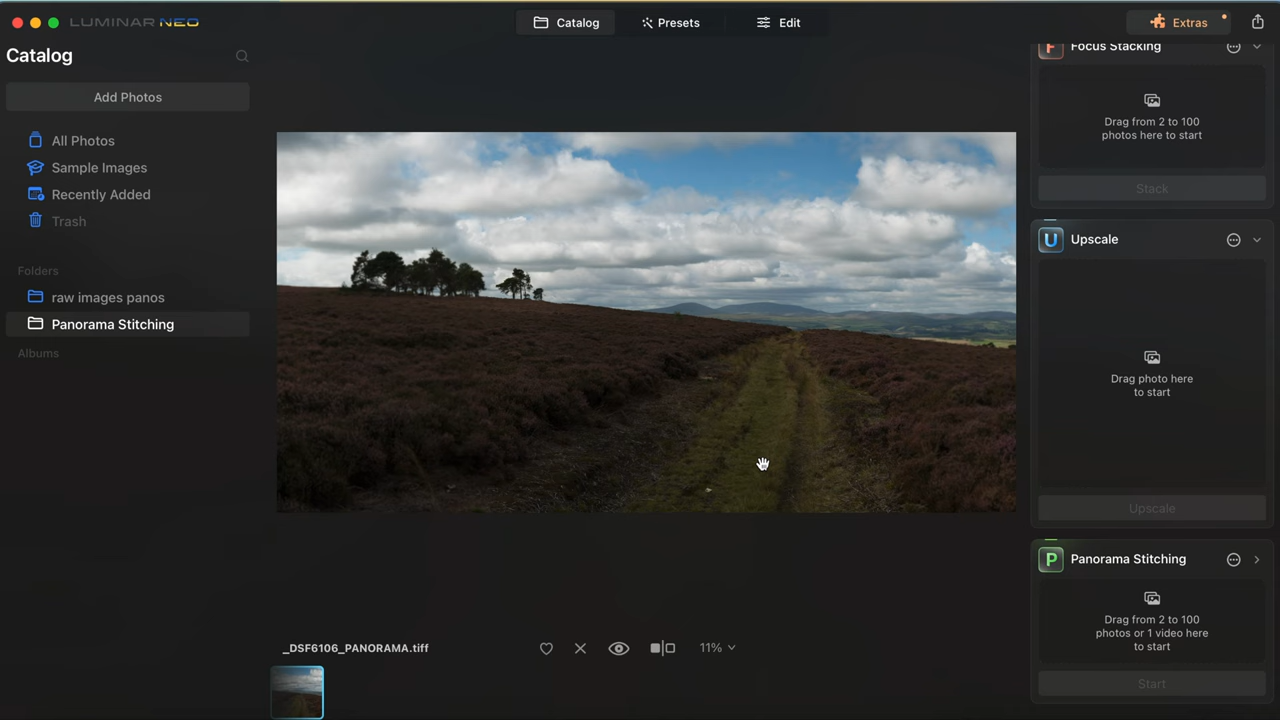 LUMINAR NEO
Catalog
Presets
Edit
Extras
Catalog
Add Photos
All Photos
Sample Images
Recently Added
Trash
Folders
raw images panos
Panorama Stitching
Albums
_DSF6106_PANORAMA.tiff
11%
F Focus Stacking
Drag from 2 to 100
photos here to start
Stack
U Upscale
Drag photo here
to start
Upscale
P Panorama Stitching
Drag from 2 to 100
photos or 1 video here
to start
Start